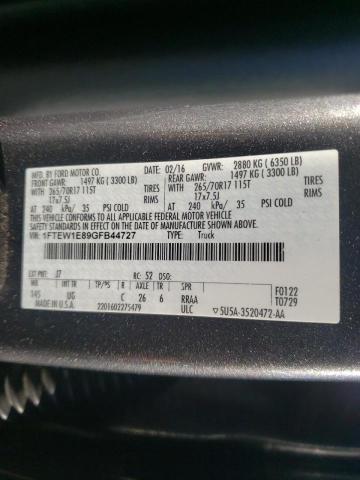 MFD. BY FORD MOTOR CO. DATE: 02/16 GVWR: 2880 KG ( 6350 LB)
FRONT GAWR: 1497 KG ( 3300 LB) REAR GAWR: 1497 KG ( 3300 LB)
WITH 265/70R17 115T TIRES WITH 265/70R17 115T TIRES
17x7.5J RIMS 17x7.5J RIMS
AT 240 kPa/ 35 PSI COLD AT 240 kPa/ 35 PSI COLD
THIS VEHICLE CONFORMS TO ALL APPLICABLE FEDERAL MOTOR VEHICLE
SAFETY STANDARDS IN EFFECT ON THE DATE OF MANUFACTURE SHOWN ABOVE.
VIN: 1FTEW1E89GFB44727 TYPE: Truck
EXT PNT: J7 RC: 52 DSO:
WB INT TR TP/PS R AXLE TR SPR
145 UG C 26 6 RRAA
MADE IN U.S.A. 2201602275479 ULC
F0122
T0729
5U5A-3520472-AA